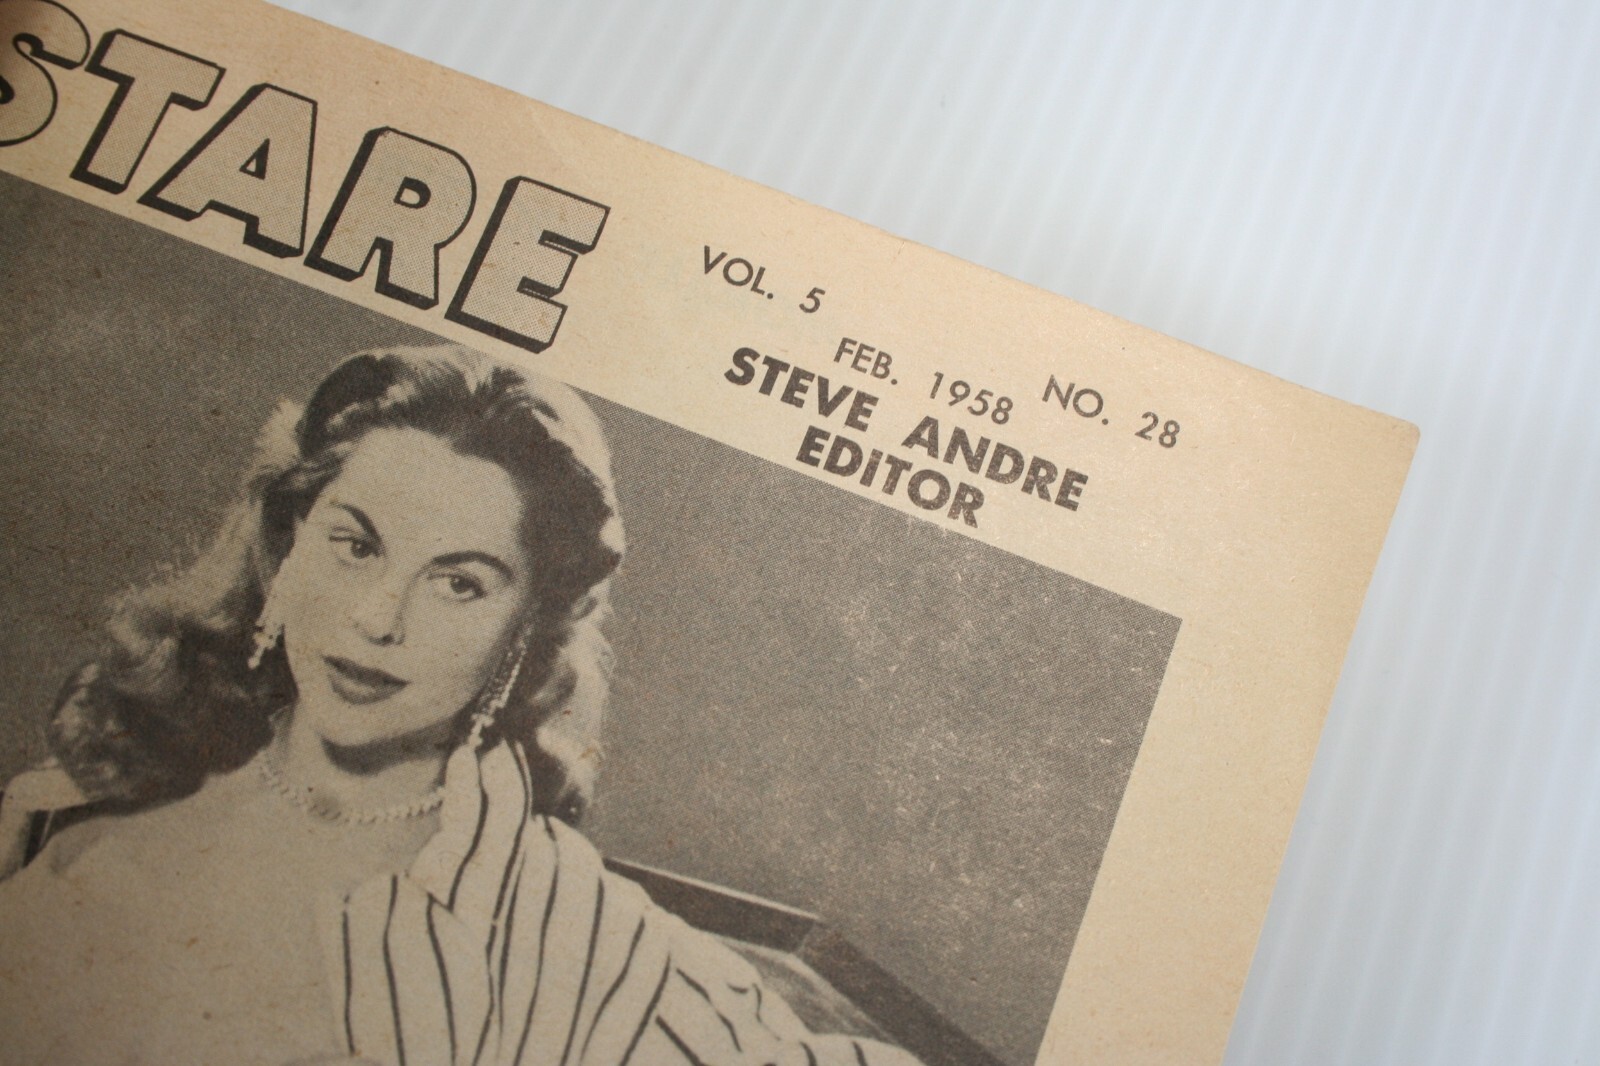 STARE
VOL. 5 FEB. 1958 NO. 28
STEVE ANDRE
EDITOR